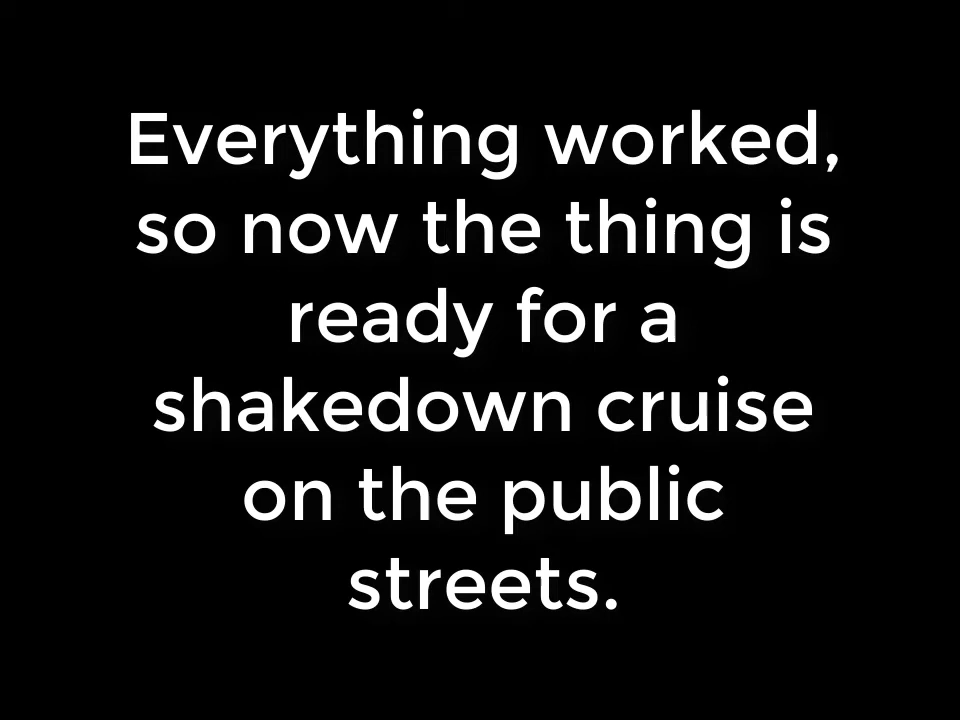 Everything worked,
so now the thing is
ready for a
shakedown cruise
on the public
streets.